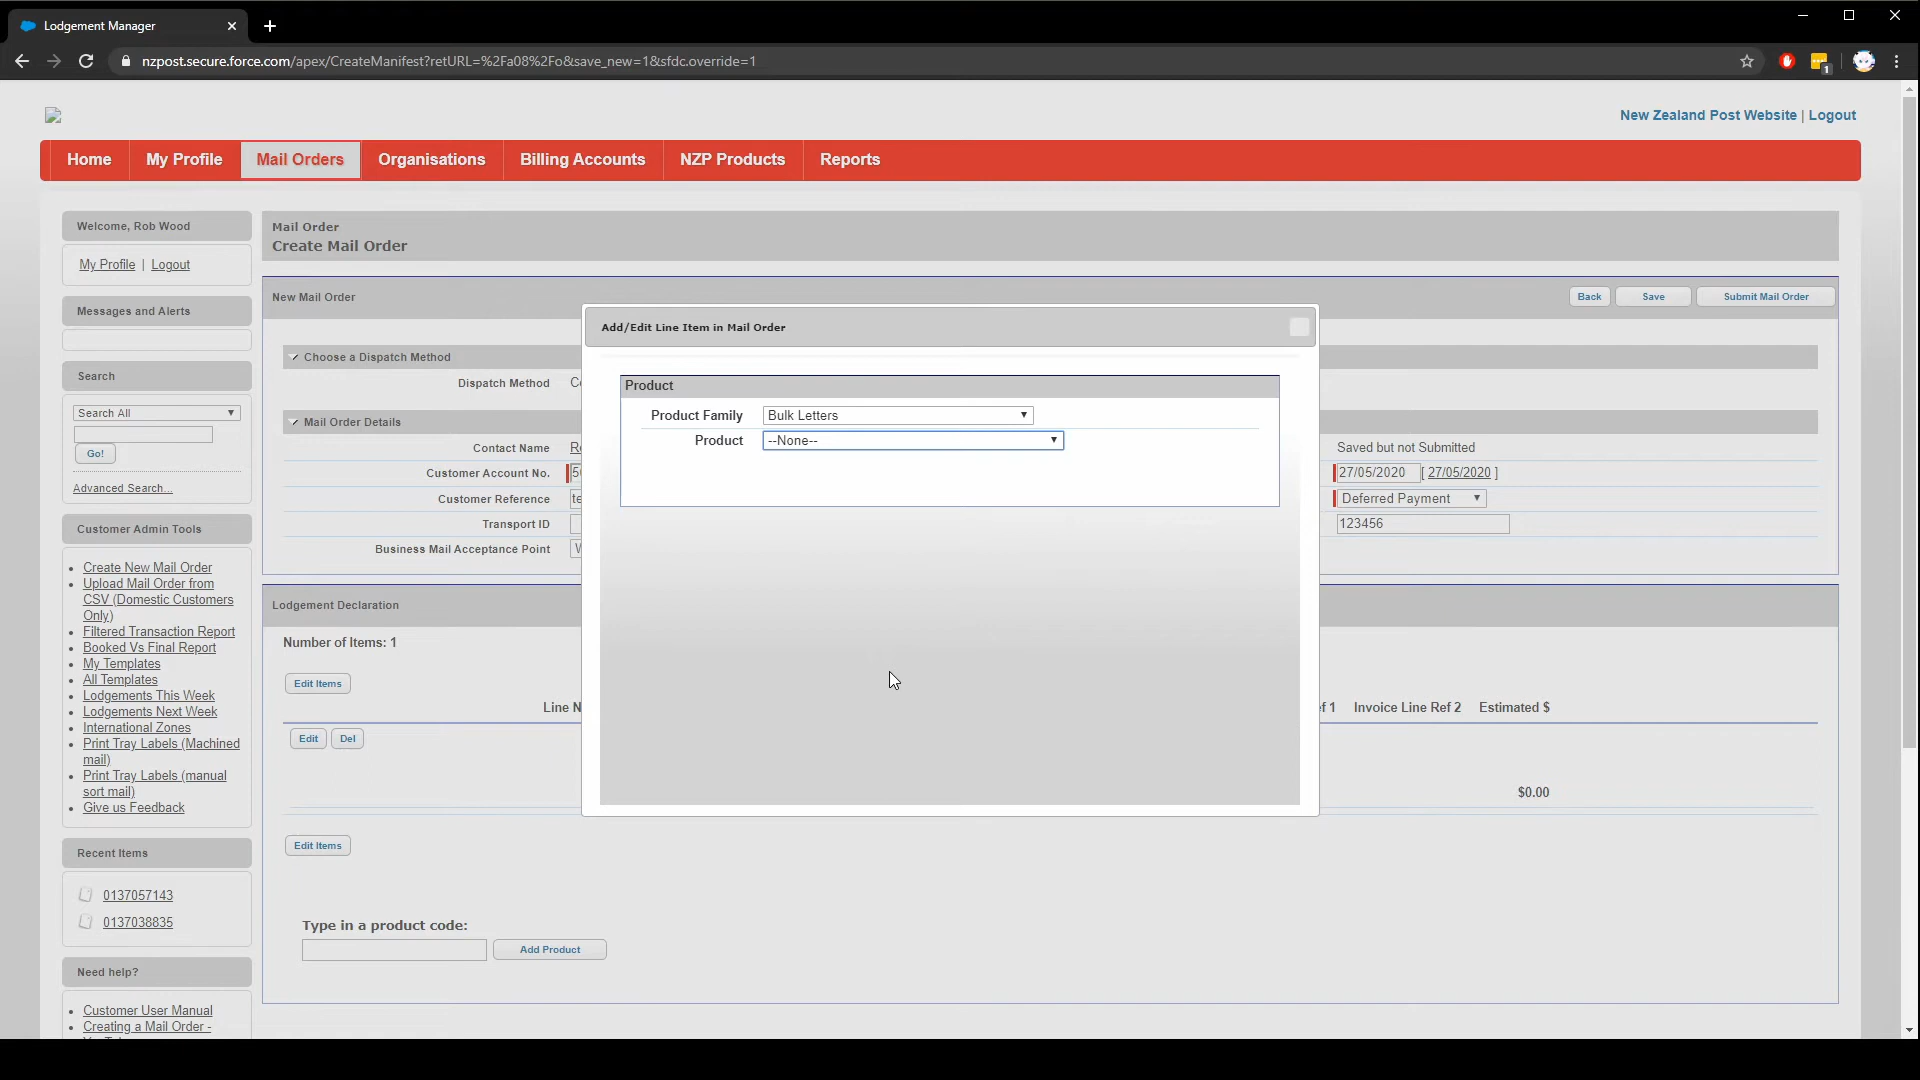 Lodgement Manager
nzpost.secure.force.com/apex/CreateManifest?retURL=%2Fa08%2Fo&save_new=1&sfdc.override=1
1
New Zealand Post Website | Logout
Home My Profile Mail Orders Organisations Billing Accounts NZP Products Reports
Welcome, Rob Wood
My Profile | Logout
Messages and Alerts
Search
Search All
Go!
Advanced Search...
Customer Admin Tools
Create New Mail Order
Upload Mail Order from
CSV (Domestic Customers
Only)
Filtered Transaction Report
Booked Vs Final Report
My Templates
All Templates
Lodgements This Week
Lodgements Next Week
International Zones
Print Tray Labels (Machined
mail)
Print Tray Labels (manual
sort mail)
Give us Feedback
Recent Items
0137057143
0137038835
Need help?
Customer User Manual
Creating a Mail Order -
Mail Order
Create Mail Order
New Mail Order
Back Save Submit Mail Order
Choose a Dispatch Method
Dispatch Method
Mail Order Details
Contact Name
Saved but not Submitted
Customer Account No.
27/05/2020 [ 27/05/2020 ]
Customer Reference
Deferred Payment
Transport ID
123456
Business Mail Acceptance Point
Add/Edit Line Item in Mail Order
Product
Product Family Bulk Letters
Product --None--
Lodgement Declaration
Number of Items: 1
Edit Items
Line
Invoice Line Ref 2 Estimated $
Edit Del
$0.00
Edit Items
Type in a product code:
Add Product